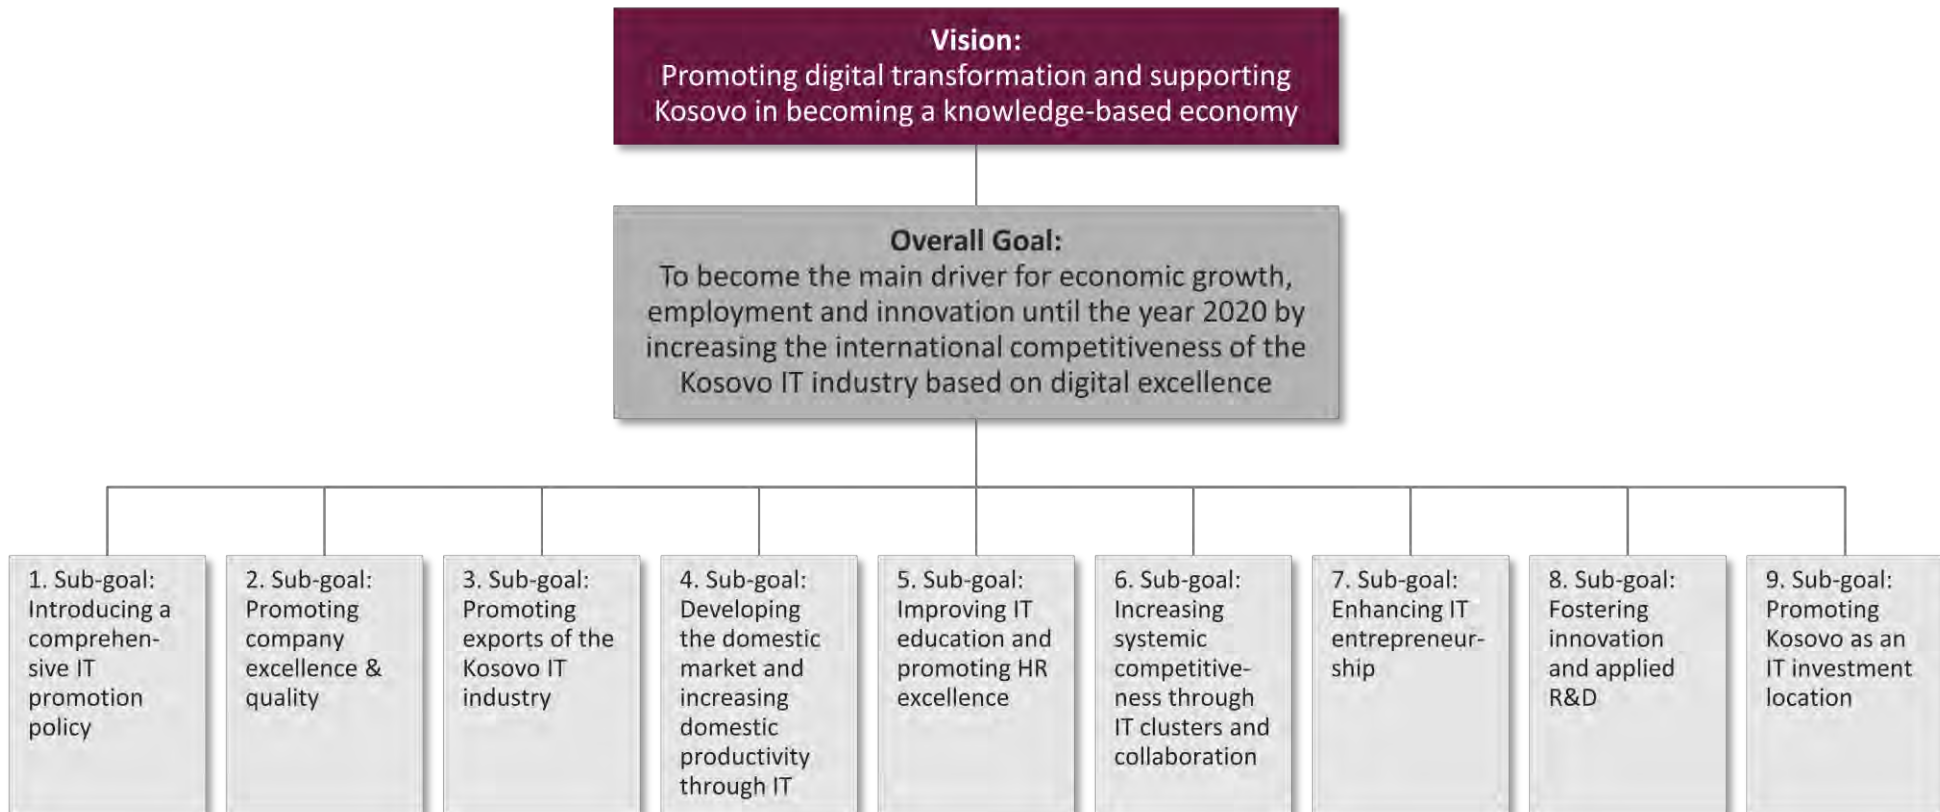 Vision:
Promoting digital transformation and supporting
Kosovo in becoming a knowledge-based economy
Overall Goal:
To become the main driver for economic growth,
employment and innovation until the year 2020 by
increasing the international competitiveness of the
Kosovo IT industry based on digital excellence
1. Sub-goal:
Introducing a
comprehen-
sive IT
promotion
policy
2. Sub-goal:
Promoting
company
excellence &
quality
3. Sub-goal:
Promoting
exports of the
Kosovo IT
industry
4. Sub-goal:
Developing
the domestic
market and
increasing
domestic
productivity
through IT
5. Sub-goal:
Improving IT
education and
promoting HR
excellence
6. Sub-goal:
Increasing
systemic
competitive-
ness through
IT clusters and
collaboration
7. Sub-goal:
Enhancing IT
entrepreneur-
ship
8. Sub-goal:
Fostering
innovation
and applied
R&D
9. Sub-goal:
Promoting
Kosovo as an
IT investment
location